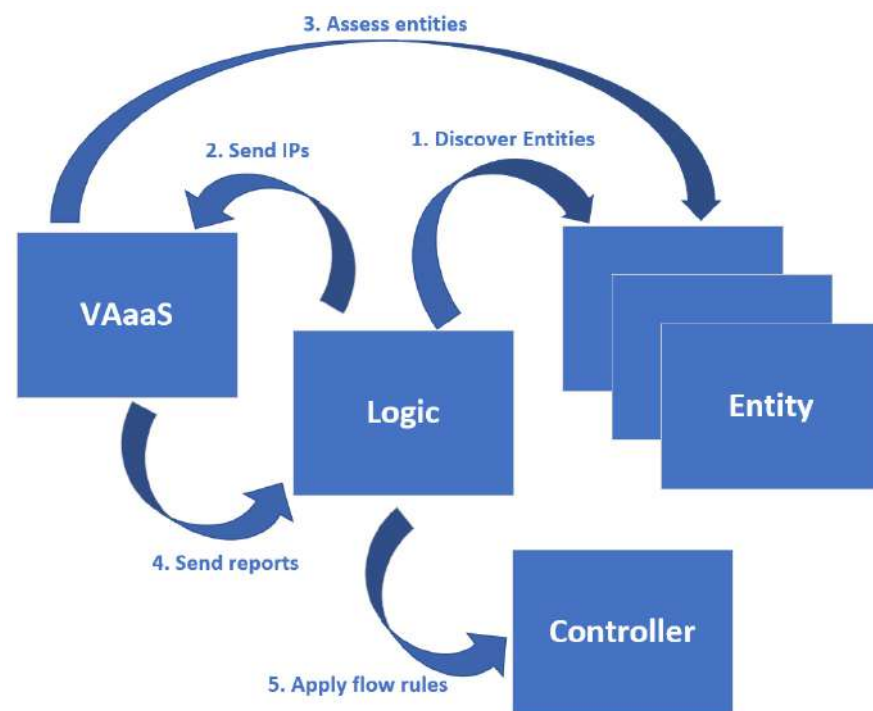 3. Assess entities
2. Send IPs
1. Discover Entities
VAaaS
Logic
Entity
4. Send reports
Controller
5. Apply flow rules